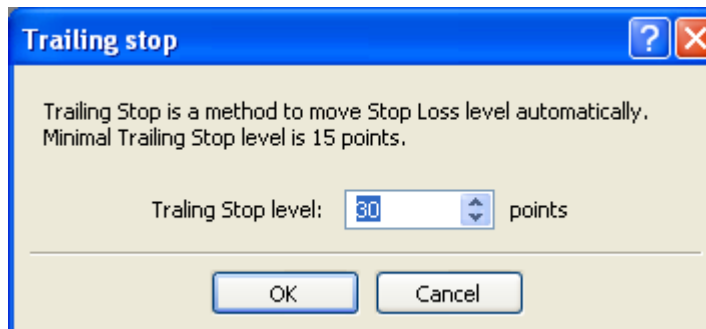 Trailing stop
?
Trailing Stop is a method to move Stop Loss level automatically.
Minimal Trailing Stop level is 15 points.
Traling Stop level: 30 points
OK Cancel